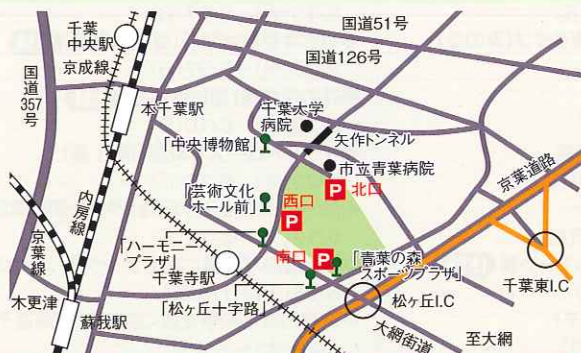 国道51号
国道126号
千葉
中央駅
京成線
国道
357
号
本千葉駅
千葉大学
病院
矢作トンネル
「中央博物館」
市立青葉病院
京葉道路
「芸術文化
ホール前」
西口
P
P
北口
内房線
京葉線
「ハーモニー
プラザ」
南口
P
「青葉の森
スポーツプラザ」
千葉寺駅
千葉東I.C
木更津
蘇我駅
「松ヶ丘十字路」
松ヶ丘I.C
大網街道
至大網